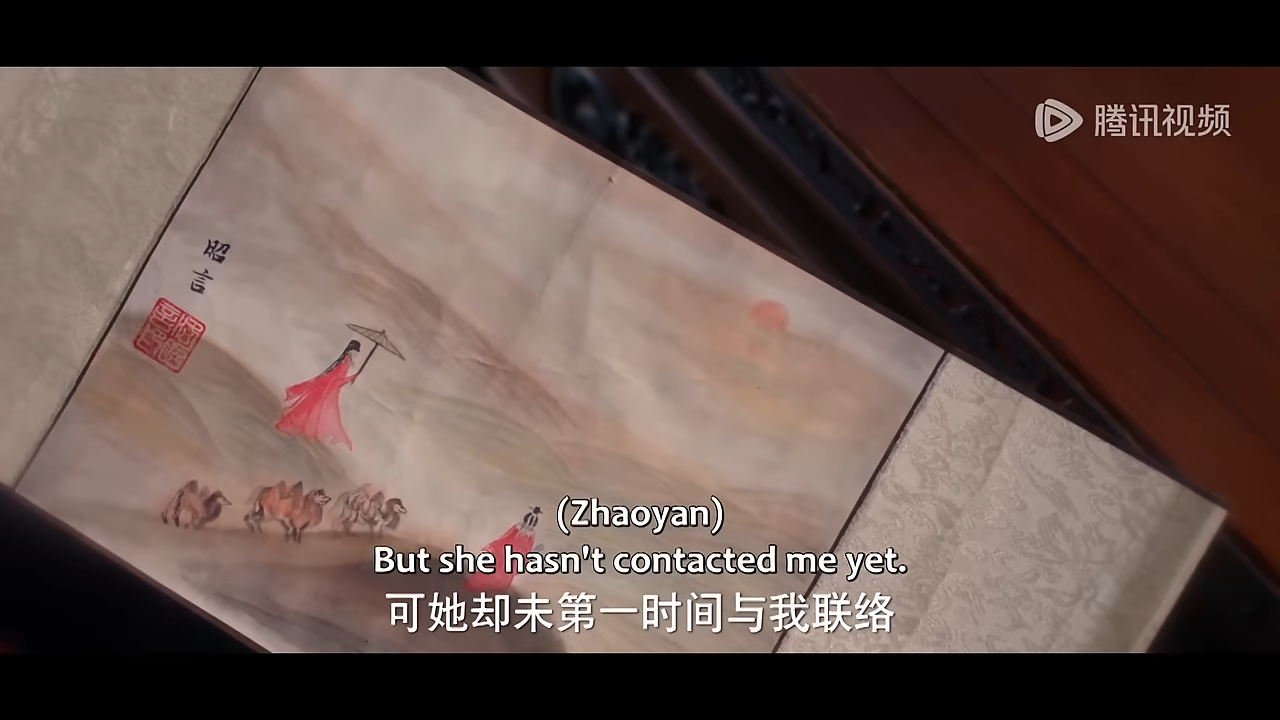 腾讯视频
昭言
(Zhaoyan)
But she hasn't contacted me yet.
可她却未第一时间与我联络